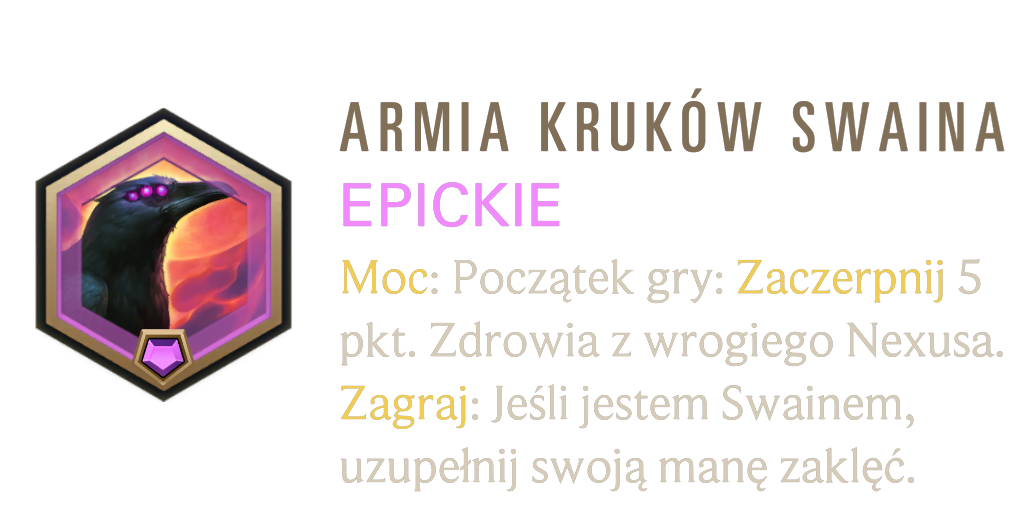 ARMIA KRUKÓW SWAINA
EPICKIE
Moc: Początek gry: Zaczerpnij 5
pkt. Zdrowia z wrogiego Nexusa.
Zagraj: Jeśli jestem Swainem,
uzupełnij swoją manę zaklęć.